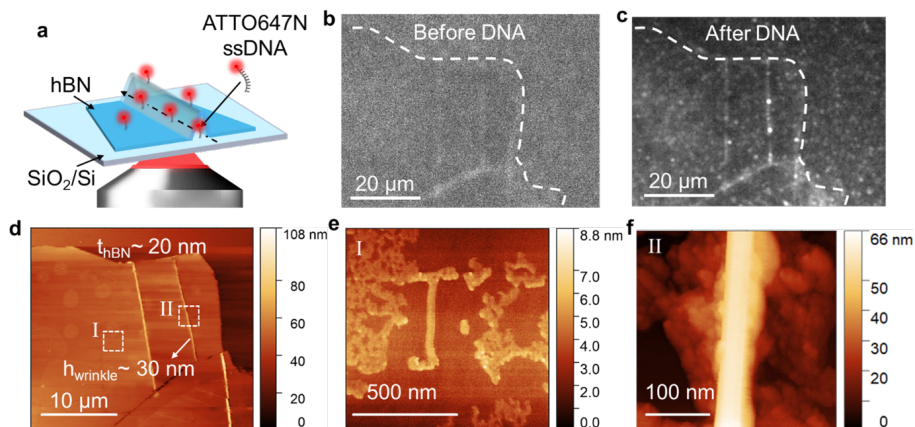 a
ATTO647N
ssDNA
hBN
SiO₂/Si
b
Before DNA
20 µm
c
After DNA
20 µm
d
t_hBN~ 20 nm
I
II
h_wrinkle~ 30 nm
10 µm
108 nm
80
60
40
20
0
e
I
500 nm
8.8 nm
7.0
6.0
5.0
4.0
3.0
2.0
0.0
f
II
100 nm
66 nm
50
40
30
20
0